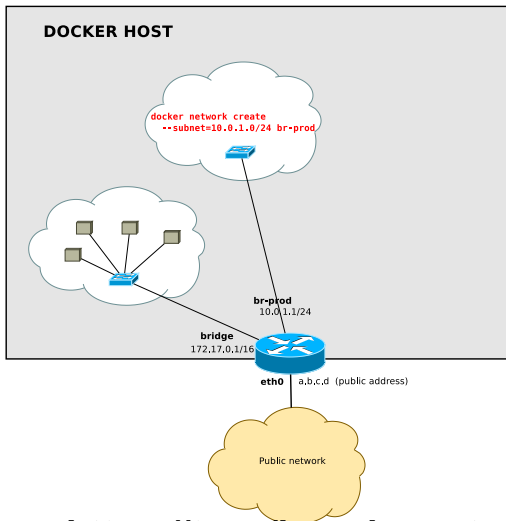 DOCKER HOST
docker network create
--subnet=10.0.1.0/24 br-prod
br-prod
10.0.1.1/24
bridge
172.17.0.1/16
eth0 a.b.c.d (public address)
Public network